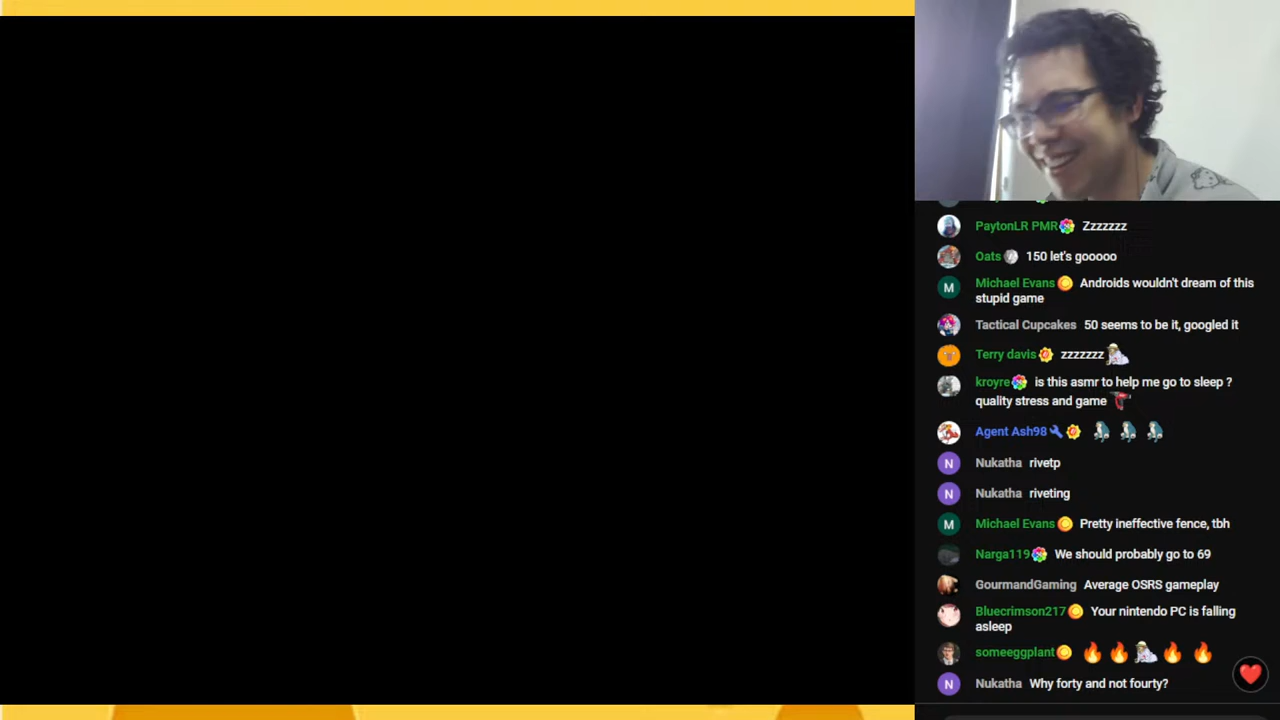 PaytonLR PMR Zzzzzzz
Oats 150 let's gooooo
M Michael Evans Androids wouldn't dream of this
stupid game
Tactical Cupcakes 50 seems to be it, googled it
Terry davis zzzzzzz
kroyre is this asmr to help me go to sleep ?
quality stress and game
Agent Ash98
N Nukatha rivetp
N Nukatha riveting
M Michael Evans Pretty ineffective fence, tbh
Narga119 We should probably go to 69
GourmandGaming Average OSRS gameplay
Bluecrimson217 Your nintendo PC is falling
asleep
someeggplant
N Nukatha Why forty and not fourty?